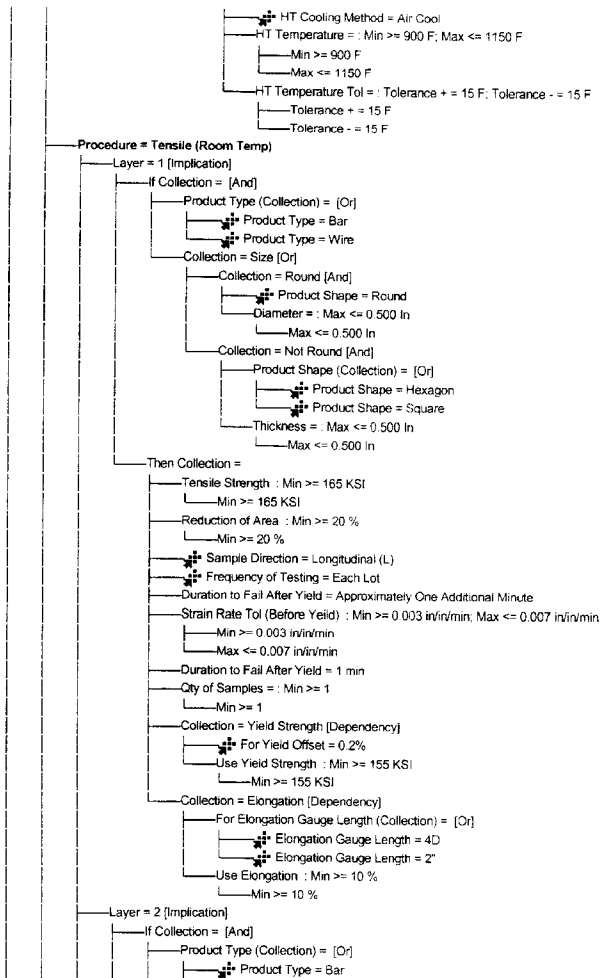 HT Cooling Method = Air Cool
HT Temperature = : Min >= 900 F; Max <= 1150 F
Min >= 900 F
Max <= 1150 F
HT Temperature Tol = : Tolerance + = 15 F; Tolerance - = 15 F
Tolerance + = 15 F
Tolerance - = 15 F
Procedure = Tensile (Room Temp)
Layer = 1 [Implication]
If Collection = [And]
Product Type (Collection) = [Or]
Product Type = Bar
Product Type = Wire
Collection = Size [Or]
Collection = Round [And]
Product Shape = Round
Diameter = : Max <= 0.500 In
Max <= 0.500 In
Collection = Not Round [And]
Product Shape (Collection) = [Or]
Product Shape = Hexagon
Product Shape = Square
Thickness = : Max <= 0.500 In
Max <= 0.500 In
Then Collection =
Tensile Strength : Min >= 165 KSI
Min >= 165 KSI
Reduction of Area : Min >= 20 %
Min >= 20 %
Sample Direction = Longitudinal (L)
Frequency of Testing = Each Lot
Duration to Fail After Yield = Approximately One Additional Minute
Strain Rate Tol (Before Yeild) : Min >= 0.003 in/in/min; Max <= 0.007 in/in/min
Min >= 0.003 in/in/min
Max <= 0.007 in/in/min
Duration to Fail After Yield = 1 min
Qty of Samples = : Min >= 1
Min >= 1
Collection = Yield Strength [Dependency]
For Yield Offset = 0.2%
Use Yield Strength : Min >= 155 KSI
Min >= 155 KSI
Collection = Elongation [Dependency]
For Elongation Gauge Length (Collection) = [Or]
Elongation Gauge Length = 4D
Elongation Gauge Length = 2"
Use Elongation : Min >= 10 %
Min >= 10 %
Layer = 2 [Implication]
If Collection = [And]
Product Type (Collection) = [Or]
Product Type = Bar